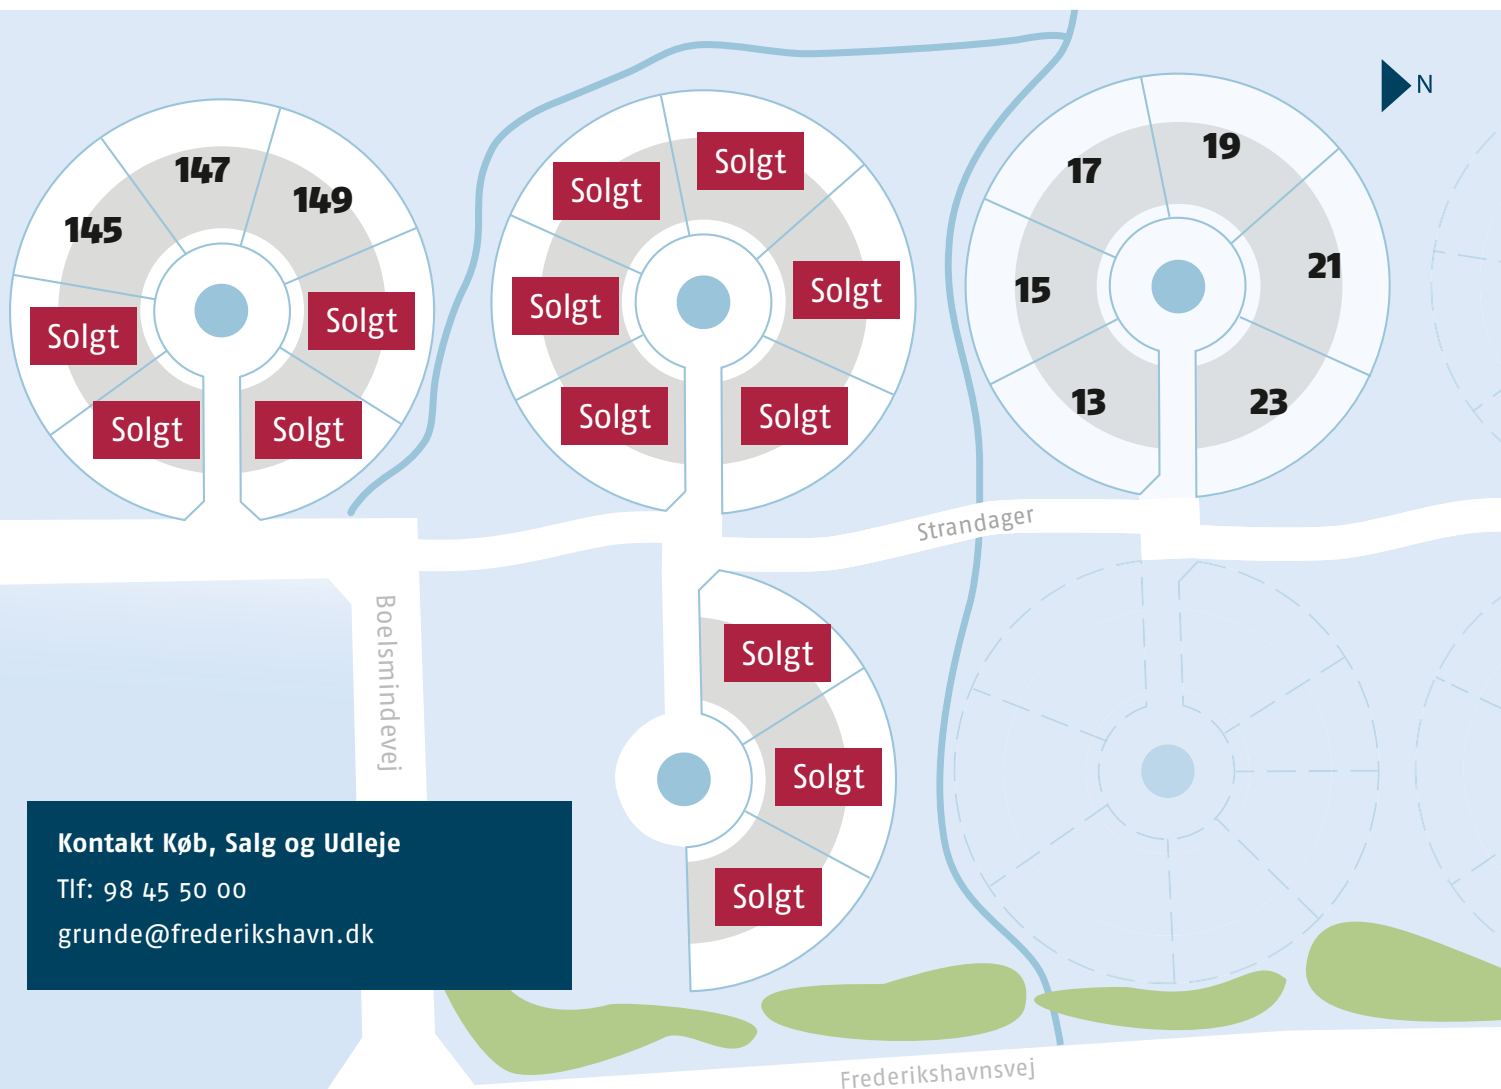 N
147
149
145
Solgt
Solgt
Solgt
Solgt
Solgt
Solgt
Solgt
Solgt
Solgt
Solgt
19
17
21
15
13
23
Strandager
Boelsmindevej
Solgt
Solgt
Solgt
Kontakt Køb, Salg og Udleje
Tlf: 98 45 50 00
grunde@frederikshavn.dk
Frederikshavnsvej